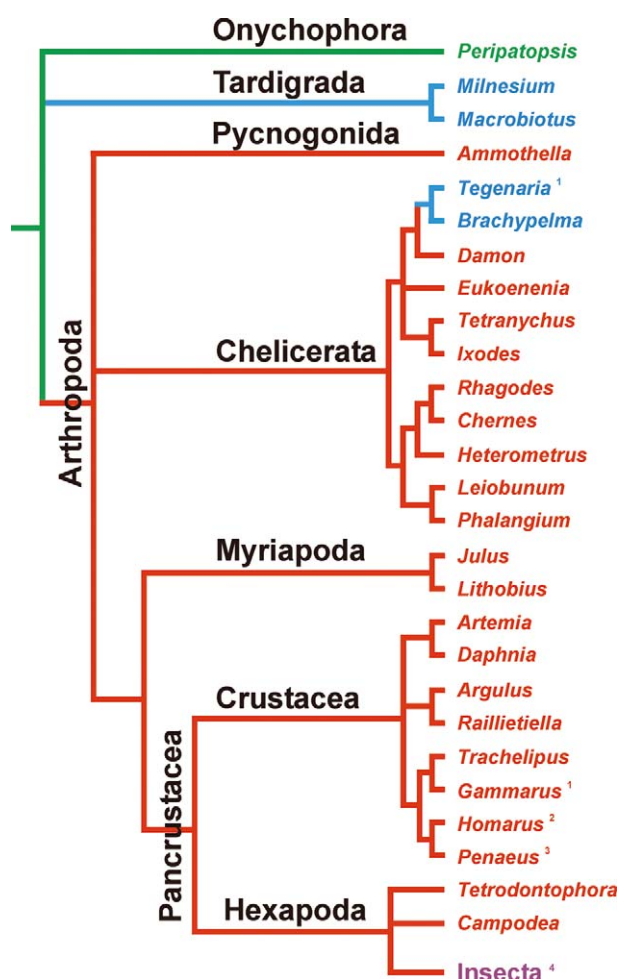 Onychophora
Peripatopsis
Tardigrada
Milnesium
Macrobiotus
Pycnogonida
Ammothella
Tegenaria 1
Brachypelma
Damon
Eukoenenia
Chelicerata
Tetranychus
Ixodes
Rhagodes
Chernes
Heterometrus
Leiobunum
Phalangium
Arthropoda
Myriapoda
Julus
Lithobius
Artemia
Daphnia
Crustacea
Argulus
Raillietiella
Trachelipus
Gammarus 1
Homarus 2
Penaeus 3
Pancrustacea
Hexapoda
Tetrodontophora
Campodea
Insecta 4